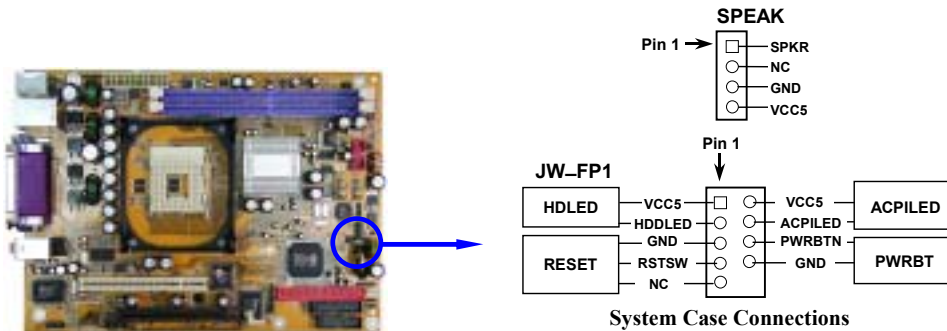 SPEAK
Pin 1
SPKR
NC
GND
VCC5
Pin 1
JW–FP1
HDLED
VCC5
VCC5
ACPILED
HDDLED
ACPILED
GND
PWRBTN
RESET
RSTSW
GND
PWRBT
NC
System Case Connections